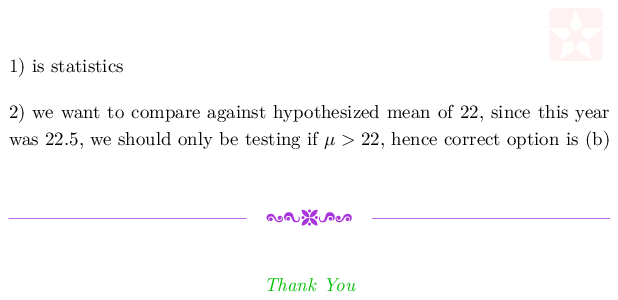 1) is statistics
2) we want to compare against hypothesized mean of 22, since this year
was 22.5, we should only be testing if μ > 22, hence correct option is (b)
Thank You